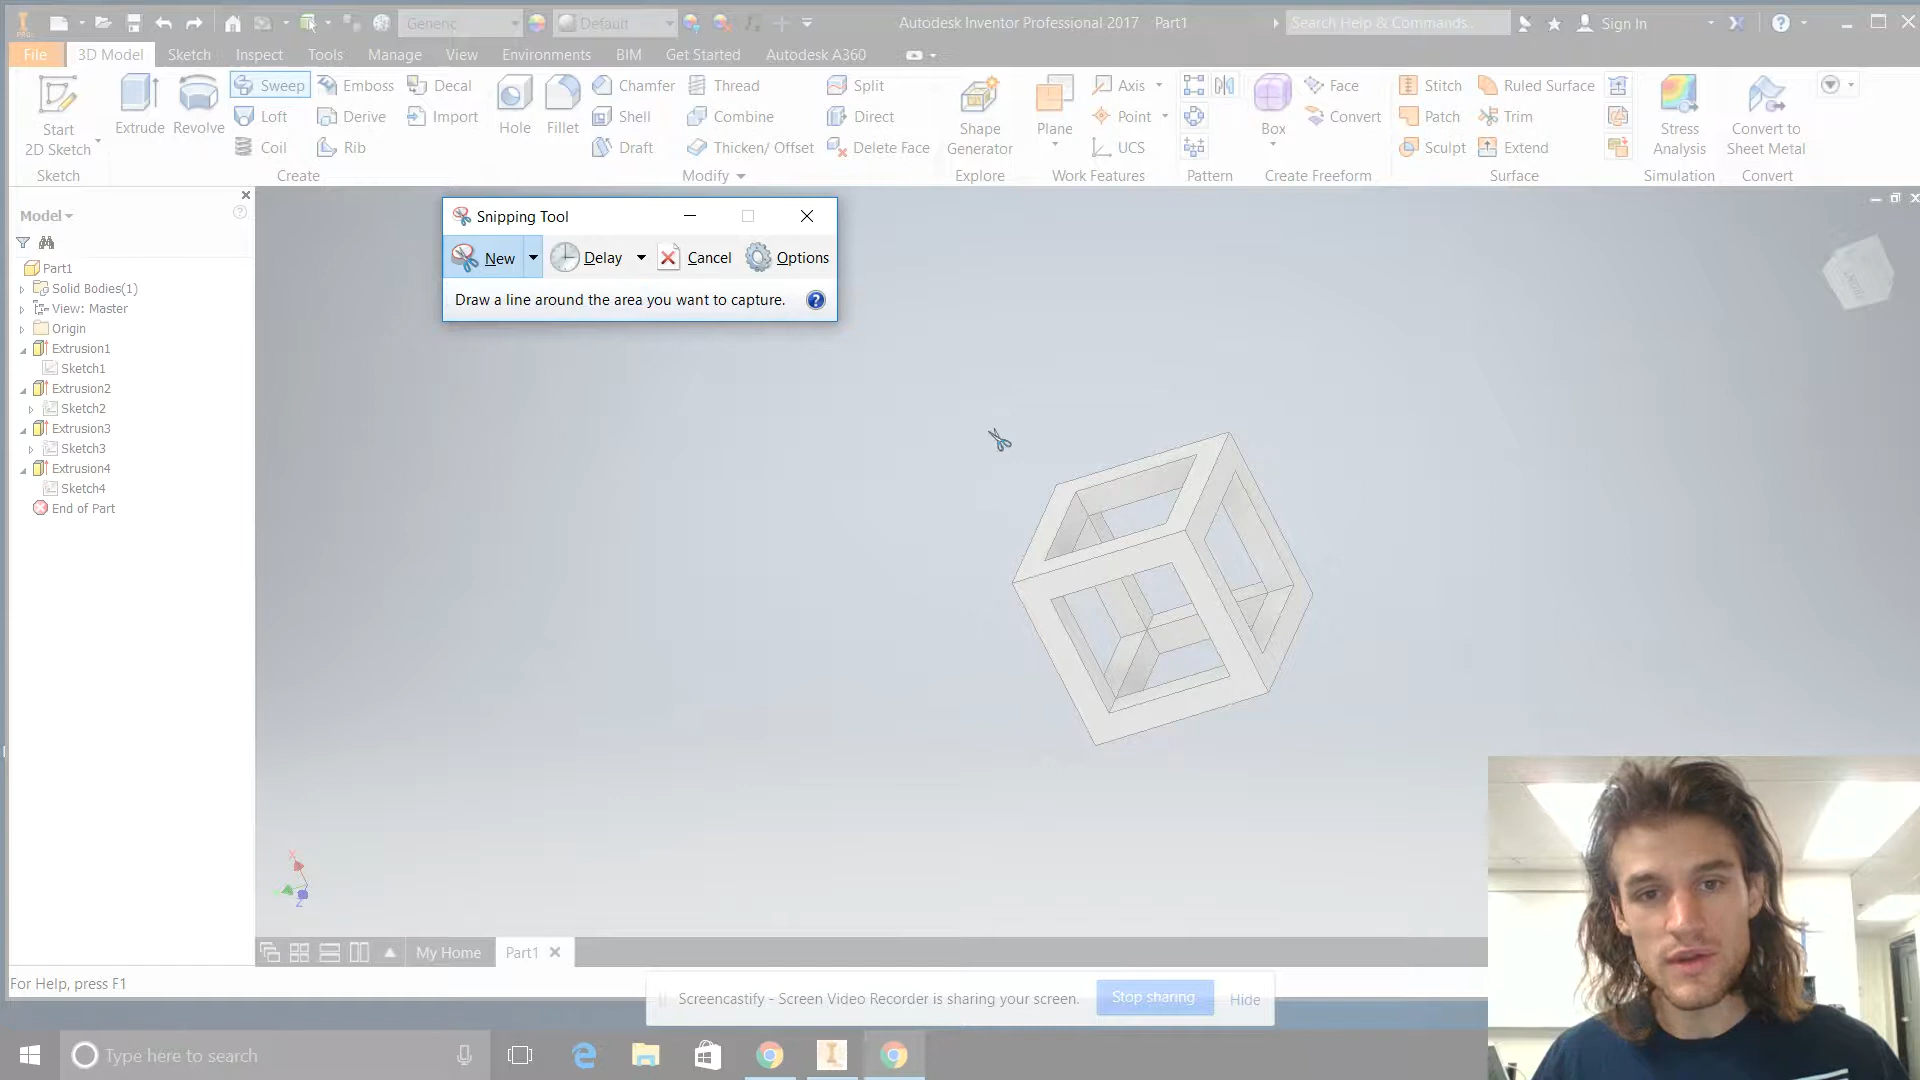 Generic
Default
Autodesk Inventor Professional 2017 Part1
Search Help & Commands...
Sign In
File
3D Model
Sketch
Inspect
Tools
Manage
View
Environments
BIM
Get Started
Autodesk A360
Start
2D Sketch
Extrude
Revolve
Sweep
Loft
Coil
Emboss
Derive
Rib
Decal
Import
Hole
Fillet
Chamfer
Shell
Draft
Thread
Combine
Thicken/ Offset
Split
Direct
Delete Face
Shape
Generator
Plane
Axis
Point
UCS
Box
Face
Convert
Stitch
Patch
Sculpt
Ruled Surface
Trim
Extend
Stress
Analysis
Convert to
Sheet Metal
Sketch
Create
Modify
Explore
Work Features
Pattern
Create Freeform
Surface
Simulation
Convert
Model
Part1
Solid Bodies(1)
View: Master
Origin
Extrusion1
Sketch1
Extrusion2
Sketch2
Extrusion3
Sketch3
Extrusion4
Sketch4
End of Part
Snipping Tool
New
Delay
Cancel
Options
Draw a line around the area you want to capture.
X
Z
My Home
Part1
For Help, press F1
Screencastify - Screen Video Recorder is sharing your screen.
Stop sharing
Hide
Type here to search